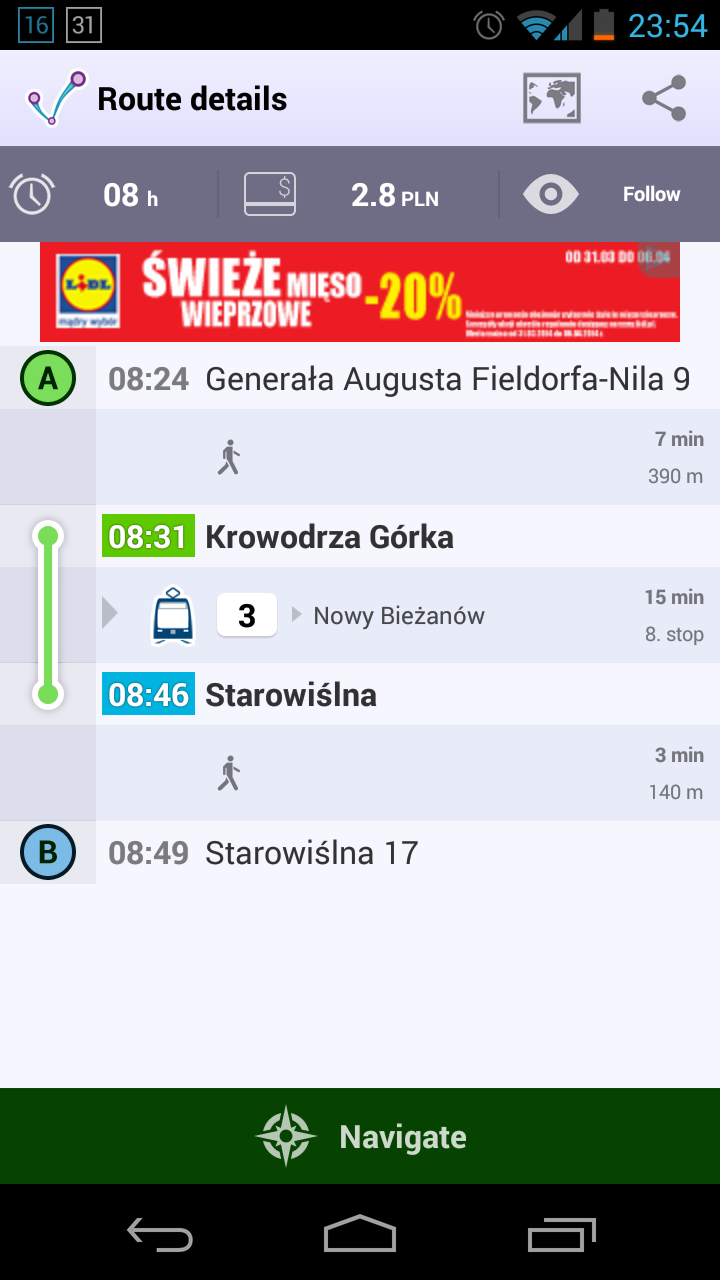 16 31 23:54
Route details
08 h 2.8 PLN Follow
LIDL
mądry wybór
ŚWIEŻE MIĘSO
WIEPRZOWE
-20%
OD 31.03 DO 06.04
A 08:24 Generała Augusta Fieldorfa-Nila 9
7 min
390 m
08:31 Krowodrza Górka
3 Nowy Bieżanów
15 min
8. stop
08:46 Starowiślna
3 min
140 m
B 08:49 Starowiślna 17
Navigate